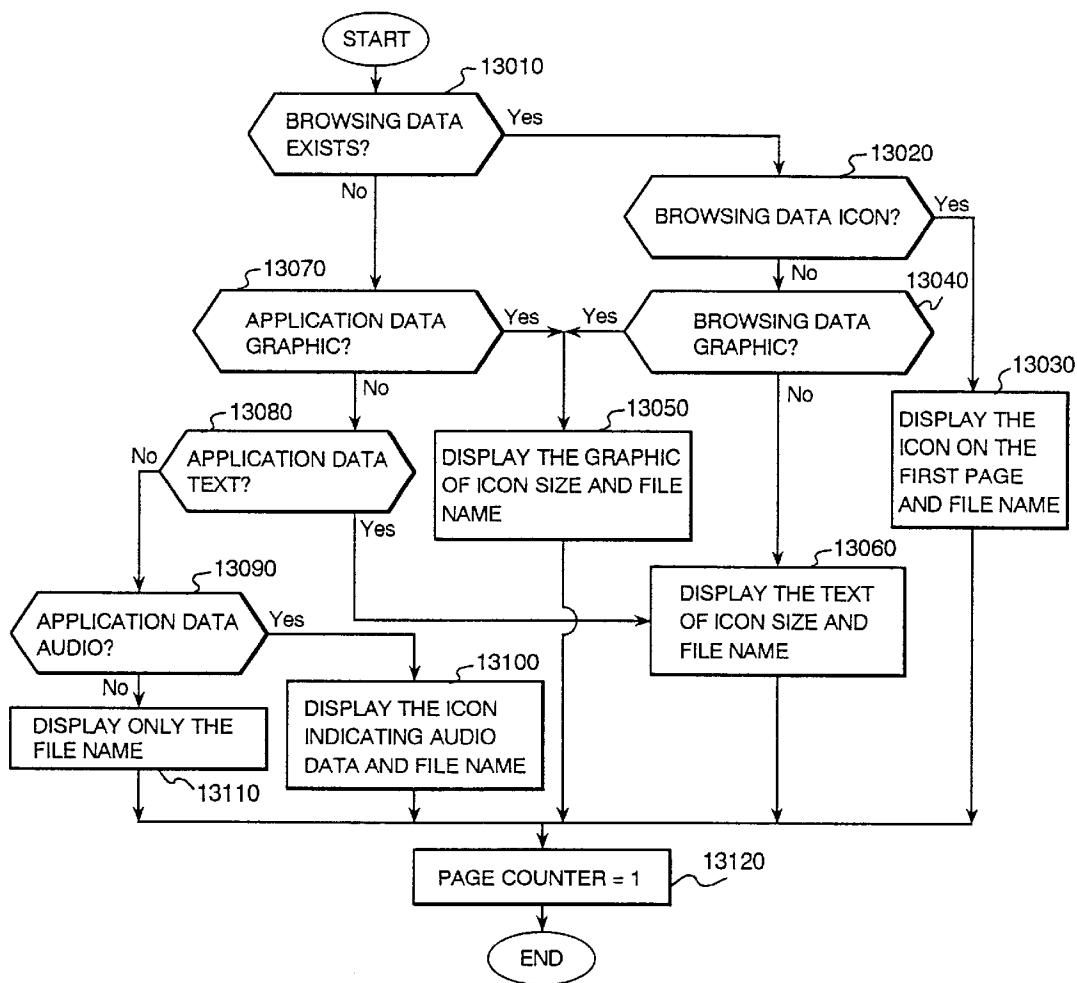 START
13010
BROWSING DATA
EXISTS?
Yes
No
13020
BROWSING DATA ICON?
Yes
No
13070
APPLICATION DATA
GRAPHIC?
Yes
No
13040
BROWSING DATA
GRAPHIC?
Yes
No
13030
DISPLAY THE
ICON ON THE
FIRST PAGE
AND FILE NAME
13080
APPLICATION DATA
TEXT?
No
Yes
13050
DISPLAY THE GRAPHIC
OF ICON SIZE AND FILE
NAME
13060
DISPLAY THE TEXT
OF ICON SIZE AND
FILE NAME
13090
APPLICATION DATA
AUDIO?
Yes
No
13100
DISPLAY THE ICON
INDICATING AUDIO
DATA AND FILE NAME
DISPLAY ONLY THE
FILE NAME
13110
PAGE COUNTER = 1
13120
END